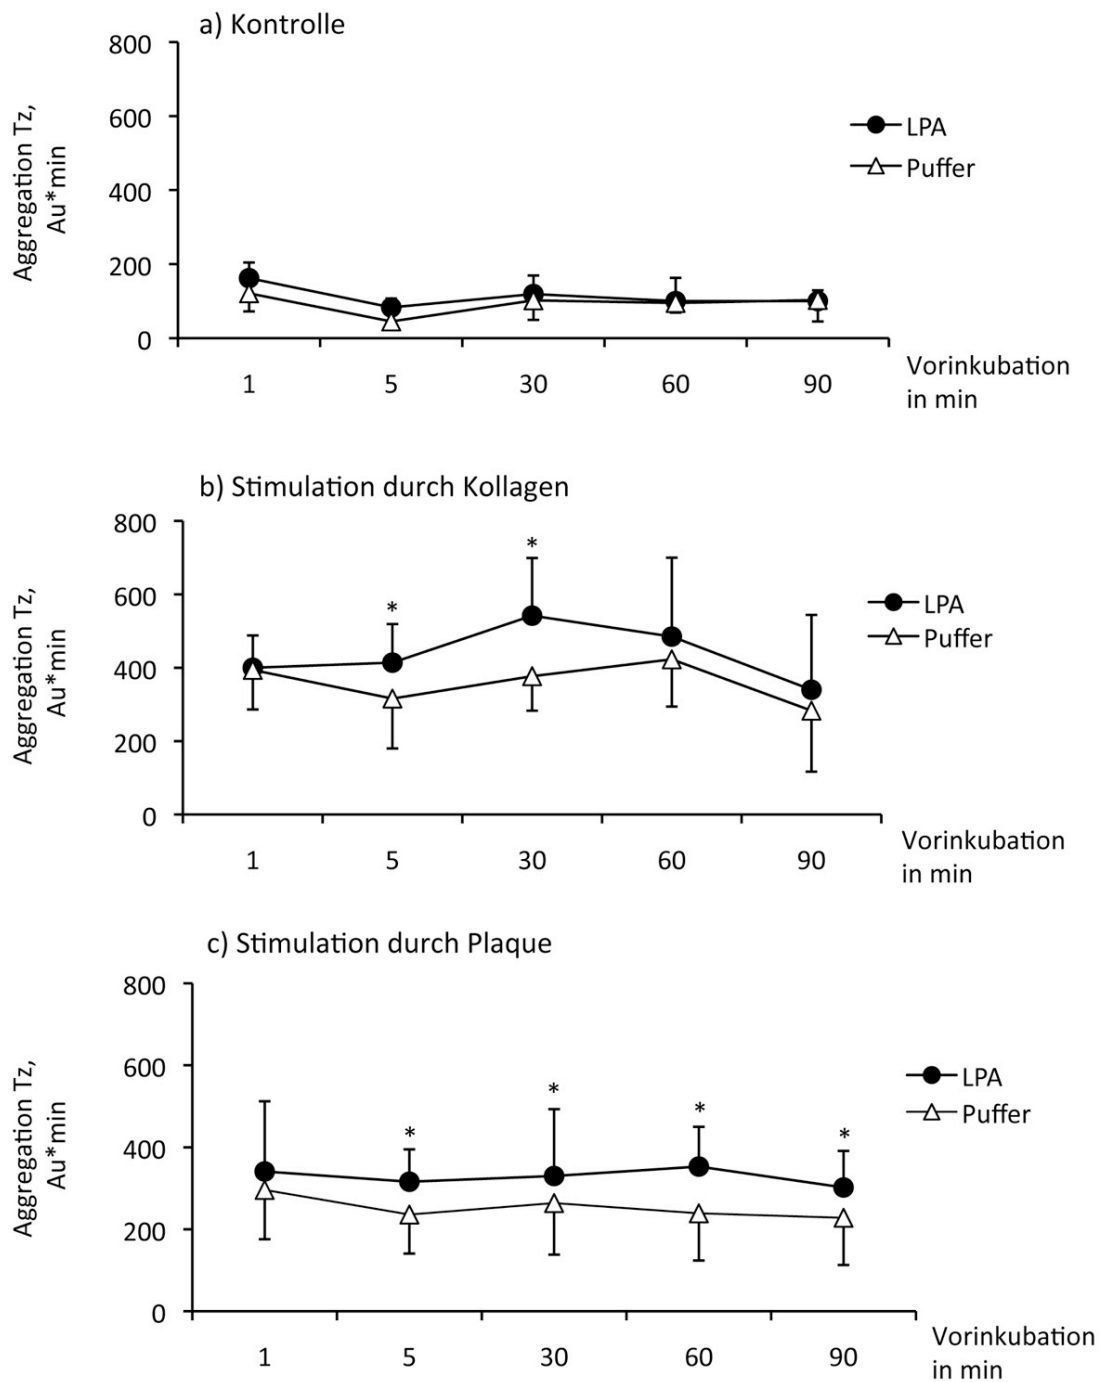 a) Kontrolle
800
600
400
200
0
Aggregation Tz,
Au*min
LPA
Puffer
1 5 30 60 90
Vorinkubation
in min
b) Stimulation durch Kollagen
800
600
400
200
0
Aggregation Tz,
Au*min
* *
LPA
Puffer
1 5 30 60 90
Vorinkubation
in min
c) Stimulation durch Plaque
800
600
400
200
0
Aggregation Tz,
Au*min
* * * *
LPA
Puffer
1 5 30 60 90
Vorinkubation
in min